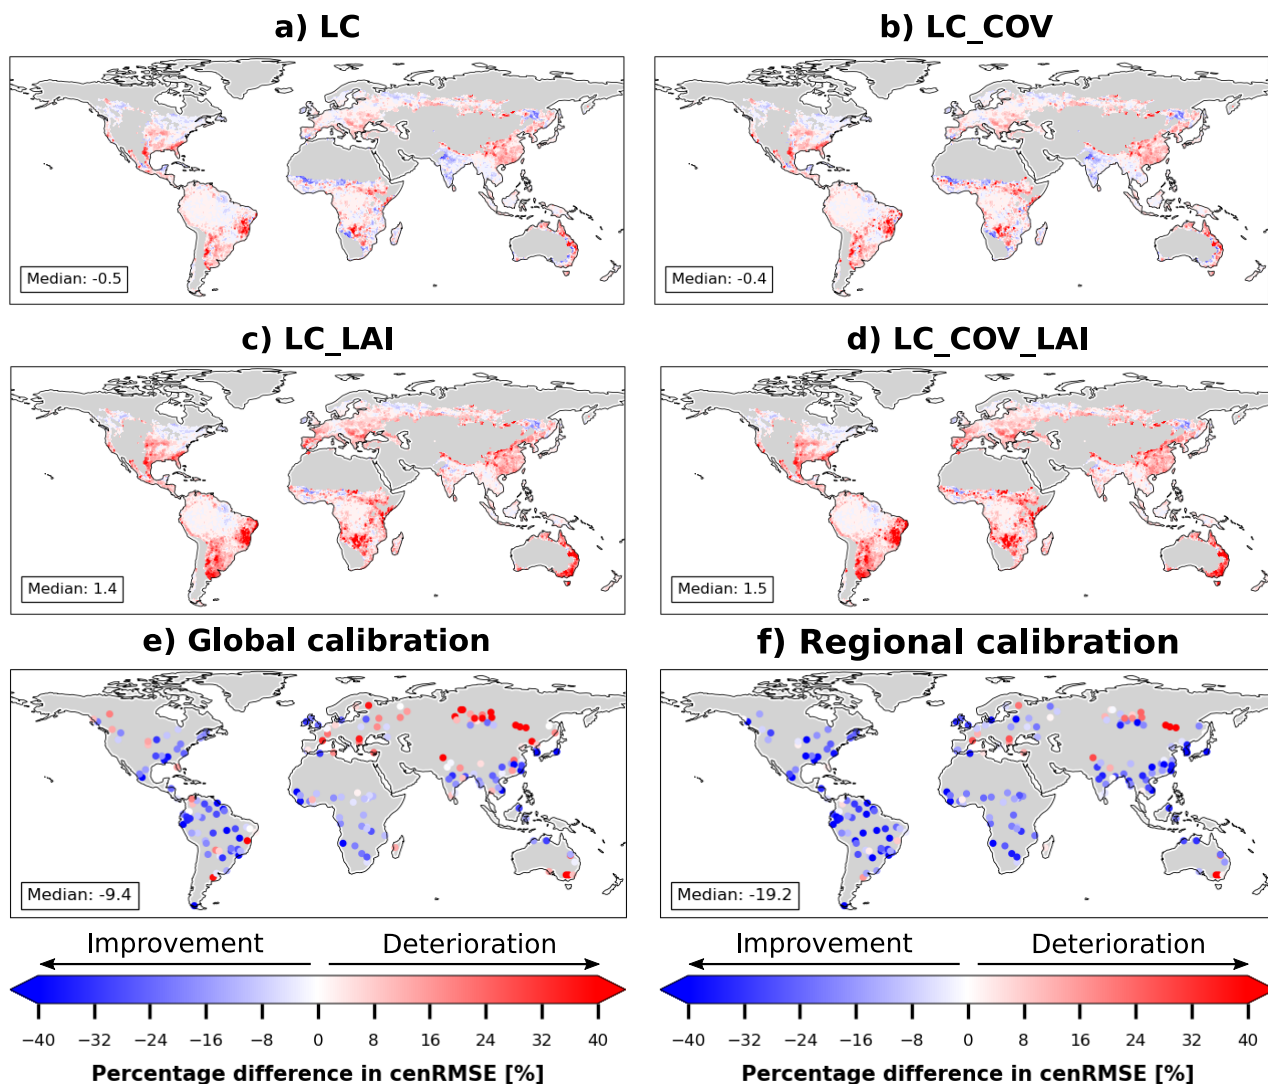 a) LC
b) LC_COV
Median: -0.5
Median: -0.4
c) LC_LAI
d) LC_COV_LAI
Median: 1.4
Median: 1.5
e) Global calibration
f) Regional calibration
Median: -9.4
Median: -19.2
Improvement
Deterioration
Improvement
Deterioration
−40 −32 −24 −16 −8 0 8 16 24 32 40
−40 −32 −24 −16 −8 0 8 16 24 32 40
Percentage difference in cenRMSE [%]
Percentage difference in cenRMSE [%]